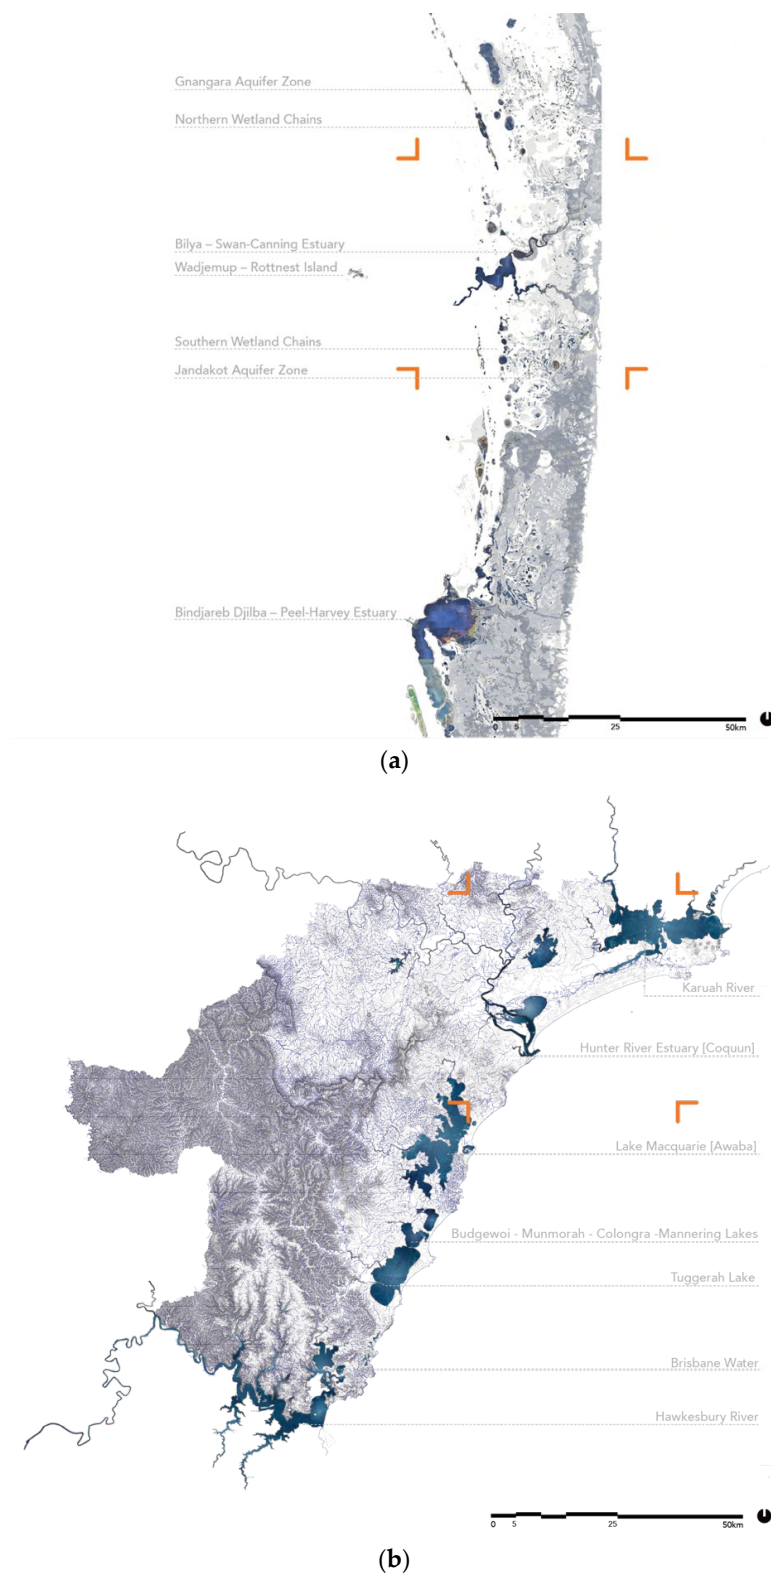 Gnangara Aquifer Zone
Northern Wetland Chains
Bilya – Swan-Canning Estuary
Wadjemup – Rottnest Island
Southern Wetland Chains
Jandakot Aquifer Zone
Bindjareb Djilba – Peel-Harvey Estuary
0 5 25 50km
(a)
Karuah River
Hunter River Estuary [Coquun]
Lake Macquarie [Awaba]
Budgewoi - Munmorah - Colongra -Mannering Lakes
Tuggerah Lake
Brisbane Water
Hawkesbury River
0 5 25 50km
(b)